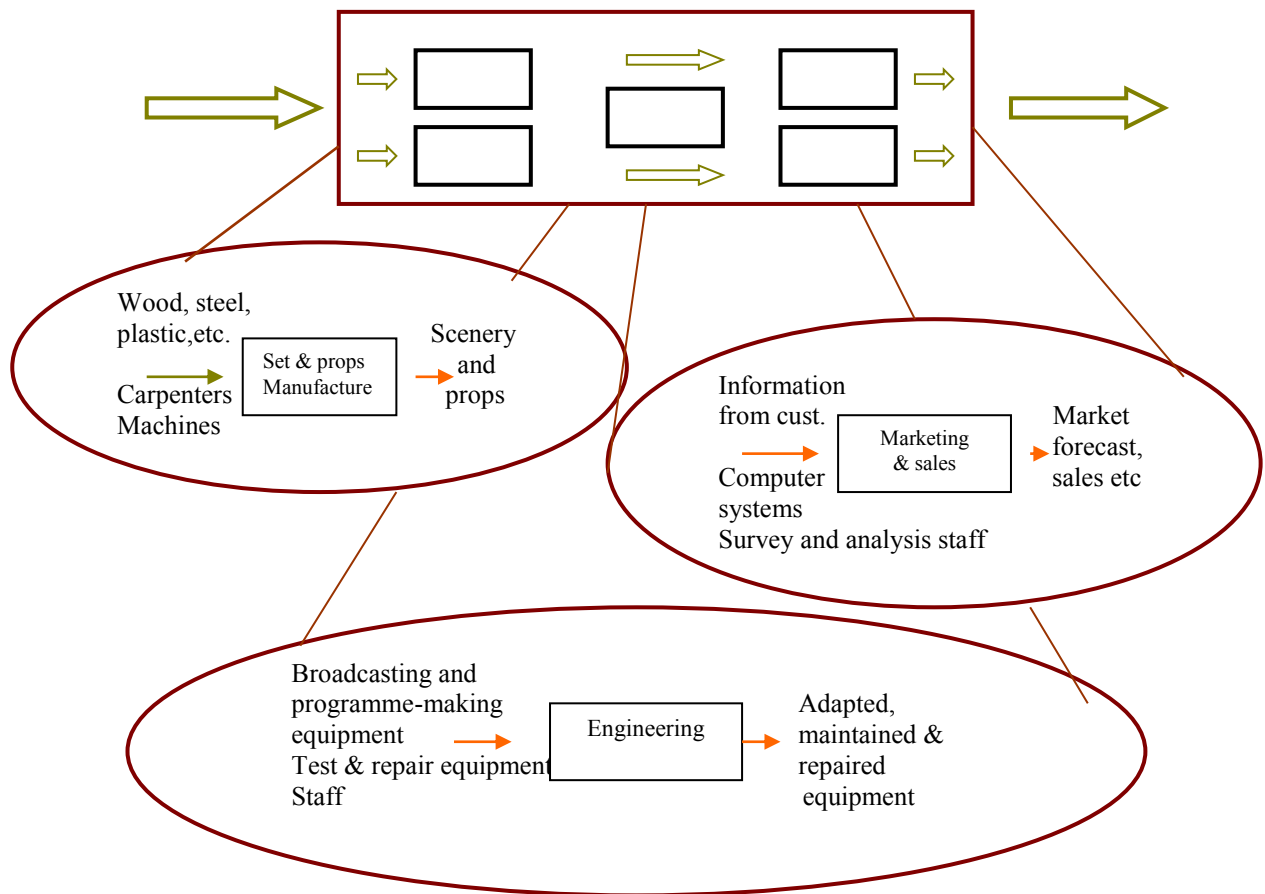 Wood, steel,
plastic,etc.
Carpenters
Machines
Set & props
Manufacture
Scenery
and
props
Information
from cust.
Computer
systems
Survey and analysis staff
Marketing
& sales
Market
forecast,
sales etc
Broadcasting and
programme-making
equipment
Test & repair equipment
Staff
Engineering
Adapted,
maintained &
repaired
equipment